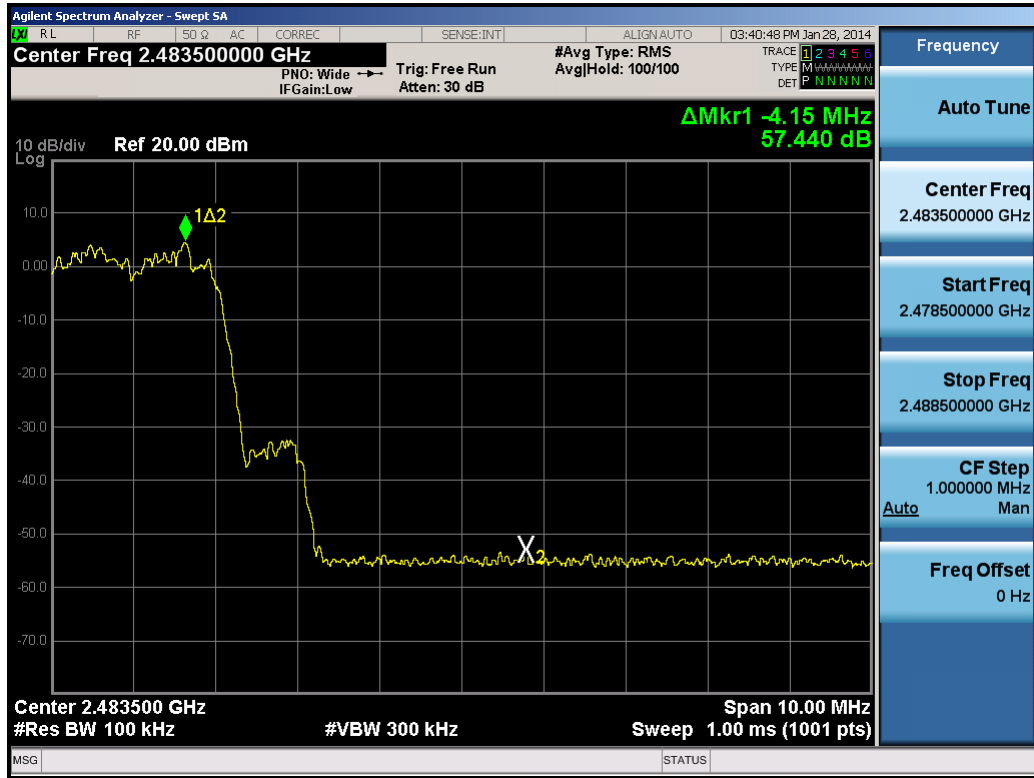 Agilent Spectrum Analyzer - Swept SA
LXI RL RF 50 Ω AC CORREC SENSE:INT ALIGN AUTO 03:40:48 PM Jan 28, 2014
Center Freq 2.483500000 GHz
PNO: Wide
IFGain:Low
Trig: Free Run
Atten: 30 dB
#Avg Type: RMS
Avg|Hold: 100/100
TRACE 1 2 3 4 5 6
TYPE M WWWWW
DET P N N N N N
ΔMkr1 -4.15 MHz
57.440 dB
10 dB/div Ref 20.00 dBm
Log
10.0
0.00
-10.0
-20.0
-30.0
-40.0
-50.0
-60.0
-70.0
1Δ2
X2
Center 2.483500 GHz Span 10.00 MHz
#Res BW 100 kHz #VBW 300 kHz Sweep 1.00 ms (1001 pts)
MSG STATUS
Frequency
Auto Tune
Center Freq
2.483500000 GHz
Start Freq
2.478500000 GHz
Stop Freq
2.488500000 GHz
CF Step
1.000000 MHz
Auto Man
Freq Offset
0 Hz